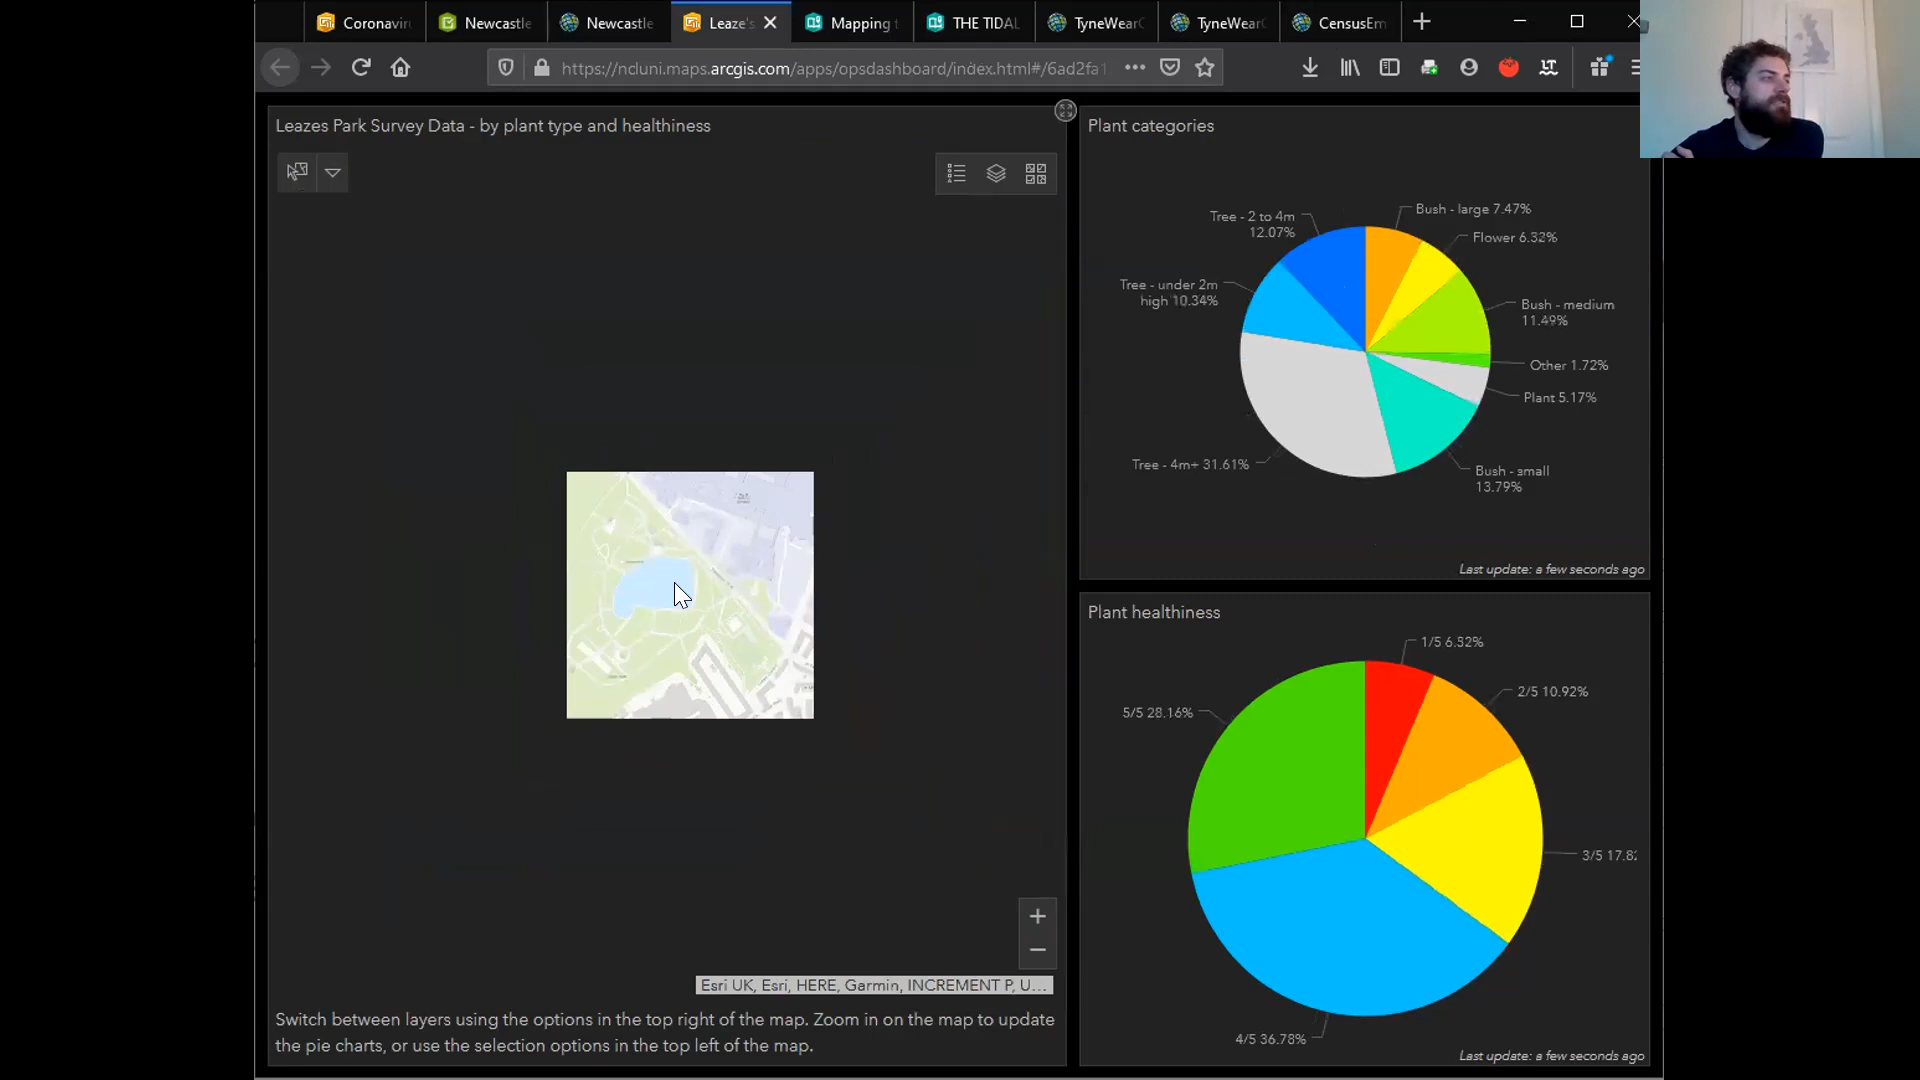 Coronavir
Newcastle
Newcastle
Leaze's
Mapping t
THE TIDAL
TyneWearC
TyneWearC
CensusEm
https://ncluni.maps.arcgis.com/apps/opsdashboard/index.html#/6ad2fa1
Leazes Park Survey Data - by plant type and healthiness
Esri UK, Esri, HERE, Garmin, INCREMENT P, U...
Switch between layers using the options in the top right of the map. Zoom in on the map to update
the pie charts, or use the selection options in the top left of the map.
Plant categories
Bush - large 7.47%
Flower 6.32%
Bush - medium
11.49%
Other 1.72%
Plant 5.17%
Bush - small
13.79%
Tree - 4m+ 31.61%
Tree - under 2m
high 10.34%
Tree - 2 to 4m
12.07%
Last update: a few seconds ago
Plant healthiness
1/5 6.32%
2/5 10.92%
3/5 17.82
4/5 36.78%
5/5 28.16%
Last update: a few seconds ago